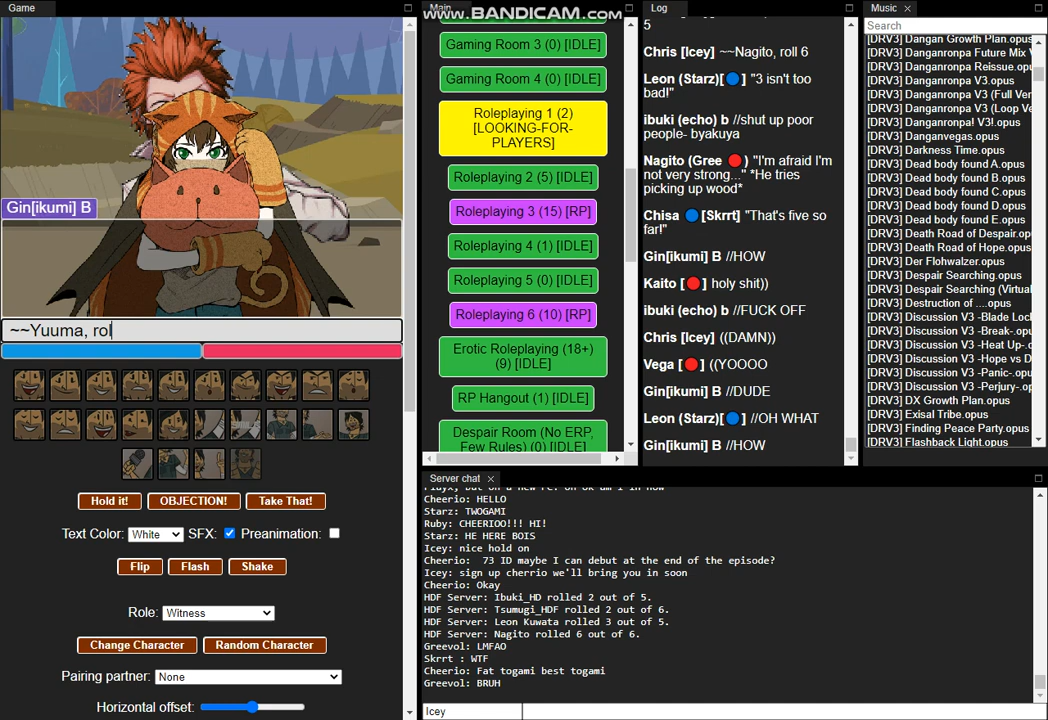 Game
Main
Log
Music
WWW.BANDICAM.COM
Search
Gin[ikumi] B
~~Yuuma, rol
Hold it!
OBJECTION!
Take That!
Text Color:
White
SFX:
Preanimation:
Flip
Flash
Shake
Role:
Witness
Change Character
Random Character
Pairing partner:
None
Horizontal offset:
Gaming Room 3 (0) [IDLE]
Gaming Room 4 (0) [IDLE]
Roleplaying 1 (2)
[LOOKING-FOR-
PLAYERS]
Roleplaying 2 (5) [IDLE]
Roleplaying 3 (15) [RP]
Roleplaying 4 (1) [IDLE]
Roleplaying 5 (0) [IDLE]
Roleplaying 6 (10) [RP]
Erotic Roleplaying (18+)
(9) [IDLE]
RP Hangout (1) [IDLE]
Despair Room (No ERP,
Few Rules) (0) [IDLE]
5
Chris [Icey] ~~Nagito, roll 6
Leon (Starz)[🔵] "3 isn't too
bad!"
ibuki (echo) b //shut up poor
people- byakuya
Nagito (Gree 🔴) "I'm afraid I'm
not very strong..." *He tries
picking up wood*
Chisa 🔵[Skrrt] "That's five so
far!"
Gin[ikumi] B //HOW
Kaito [🔴] holy shit))
ibuki (echo) b //FUCK OFF
Chris [Icey] ((DAMN))
Vega [🔴] ((YOOOO
Gin[ikumi] B //DUDE
Leon (Starz)[🔵] //OH WHAT
Gin[ikumi] B //HOW
[DRV3] Dangan Growth Plan.opus
[DRV3] Danganronpa Future Mix V
[DRV3] Danganronpa Reissue.opus
[DRV3] Danganronpa V3.opus
[DRV3] Danganronpa V3 (Full Ver
[DRV3] Danganronpa V3 (Loop Ve
[DRV3] Danganronpa! V3!.opus
[DRV3] Danganvegas.opus
[DRV3] Darkness Time.opus
[DRV3] Dead body found A.opus
[DRV3] Dead body found B.opus
[DRV3] Dead body found C.opus
[DRV3] Dead body found D.opus
[DRV3] Dead body found E.opus
[DRV3] Death Road of Despair.opus
[DRV3] Death Road of Hope.opus
[DRV3] Der Flohwalzer.opus
[DRV3] Despair Searching.opus
[DRV3] Despair Searching (Virtual
[DRV3] Destruction of ....opus
[DRV3] Discussion V3 -Blade Lock
[DRV3] Discussion V3 -Break-.opus
[DRV3] Discussion V3 -Heat Up-.op
[DRV3] Discussion V3 -Hope vs D
[DRV3] Discussion V3 -Panic-.opus
[DRV3] Discussion V3 -Perjury-.op
[DRV3] DX Growth Plan.opus
[DRV3] Exisal Tribe.opus
[DRV3] Finding Peace Party.opus
[DRV3] Flashback Light.opus
Server chat
Cheerio: HELLO
Starz: TWOGAMI
Ruby: CHEERIOO!!! HI!
Starz: HE HERE BOIS
Icey: nice hold on
Cheerio:  73 ID maybe I can debut at the end of the episode?
Icey: sign up cherrio we'll bring you in soon
Cheerio: Okay
HDF Server: Ibuki_HD rolled 2 out of 5.
HDF Server: Tsumugi_HDF rolled 2 out of 6.
HDF Server: Leon Kuwata rolled 3 out of 5.
HDF Server: Nagito rolled 6 out of 6.
Greevol: LMFAO
Skrrt : WTF
Cheerio: Fat togami best togami
Greevol: BRUH
Icey